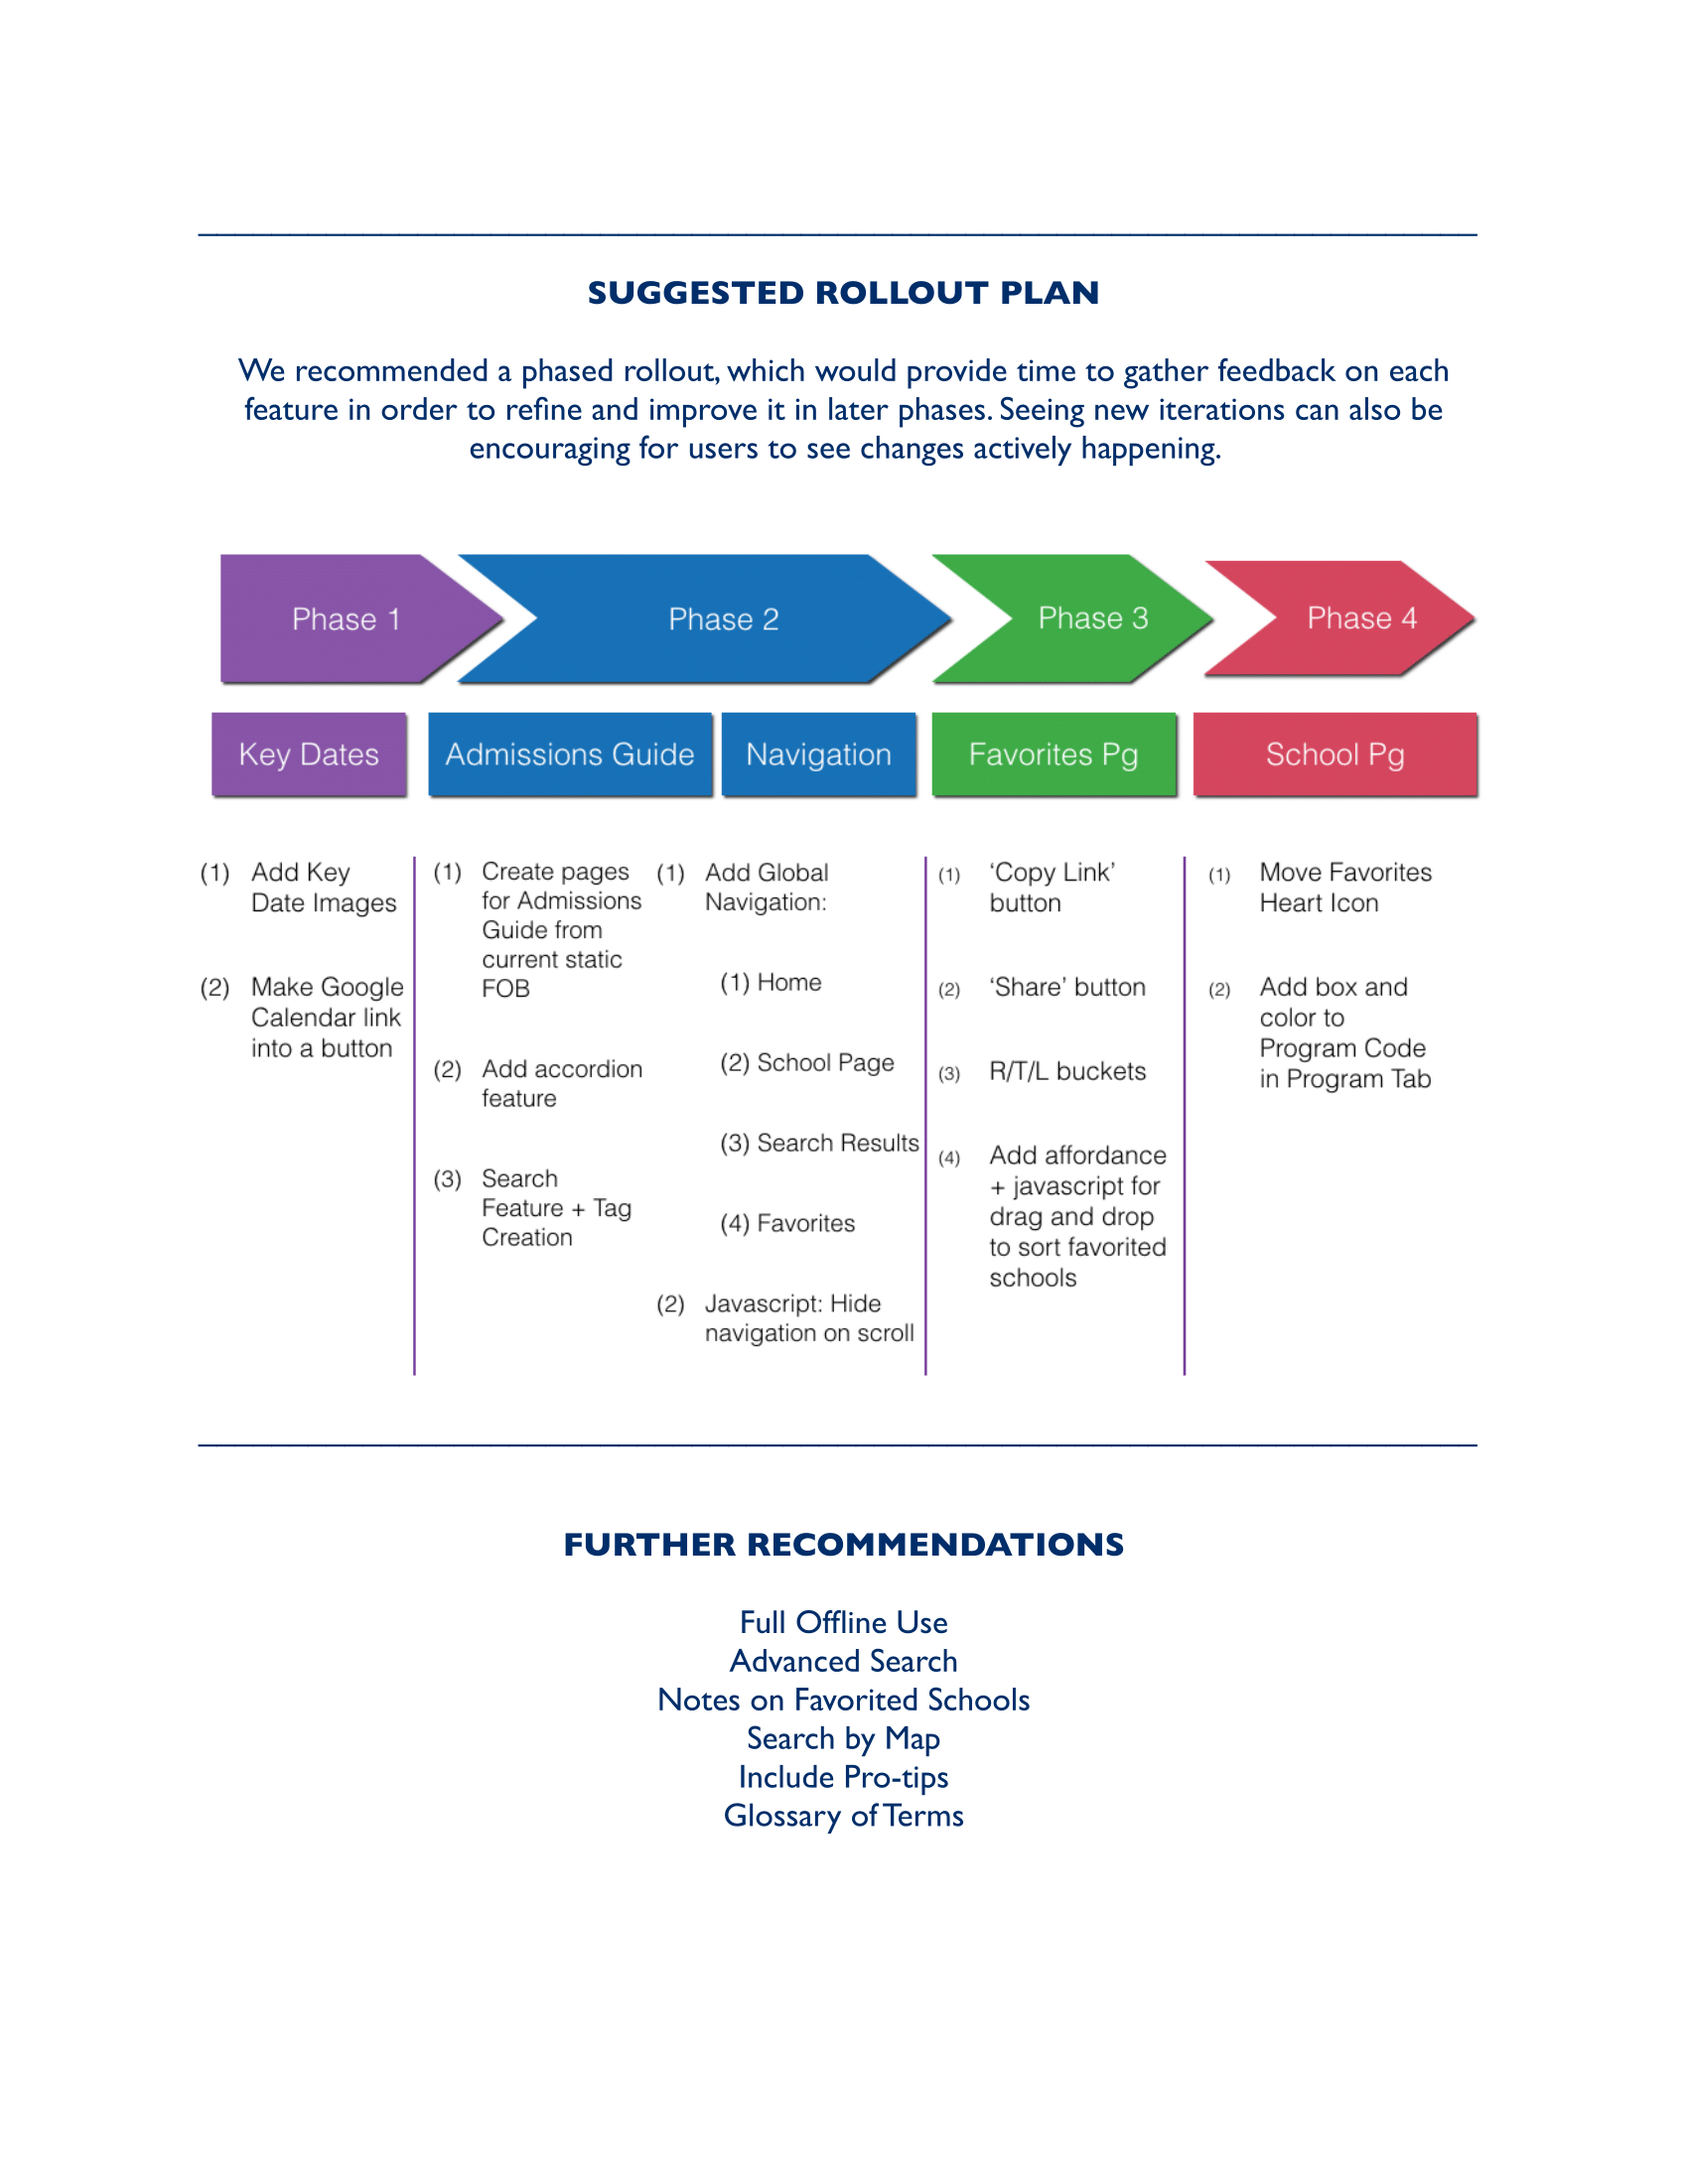 SUGGESTED ROLLOUT PLAN
We recommended a phased rollout, which would provide time to gather feedback on each
feature in order to refine and improve it in later phases. Seeing new iterations can also be
encouraging for users to see changes actively happening.
Phase 1
Phase 2
Phase 3
Phase 4
Key Dates
Admissions Guide
Navigation
Favorites Pg
School Pg
(1) Add Key
Date Images
(2) Make Google
Calendar link
into a button
(1) Create pages
for Admissions
Guide from
current static
FOB
(2) Add accordion
feature
(3) Search
Feature + Tag
Creation
(1) Add Global
Navigation:
(1) Home
(2) School Page
(3) Search Results
(4) Favorites
(2) Javascript: Hide
navigation on scroll
(1) ‘Copy Link’
button
(2) ‘Share’ button
(3) R/T/L buckets
(4) Add affordance
+ javascript for
drag and drop
to sort favorited
schools
(1) Move Favorites
Heart Icon
(2) Add box and
color to
Program Code
in Program Tab
FURTHER RECOMMENDATIONS
Full Offline Use
Advanced Search
Notes on Favorited Schools
Search by Map
Include Pro-tips
Glossary of Terms